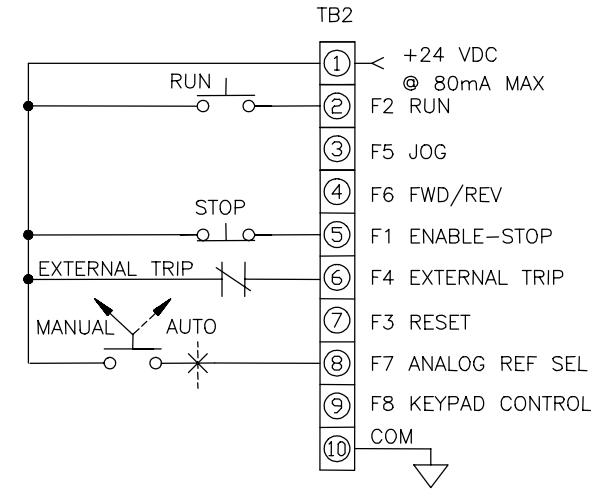 TB2
1 +24 VDC
@ 80mA MAX
RUN
2 F2 RUN
3 F5 JOG
4 F6 FWD/REV
STOP
5 F1 ENABLE-STOP
EXTERNAL TRIP
6 F4 EXTERNAL TRIP
7 F3 RESET
MANUAL AUTO
8 F7 ANALOG REF SEL
9 F8 KEYPAD CONTROL
10 COM